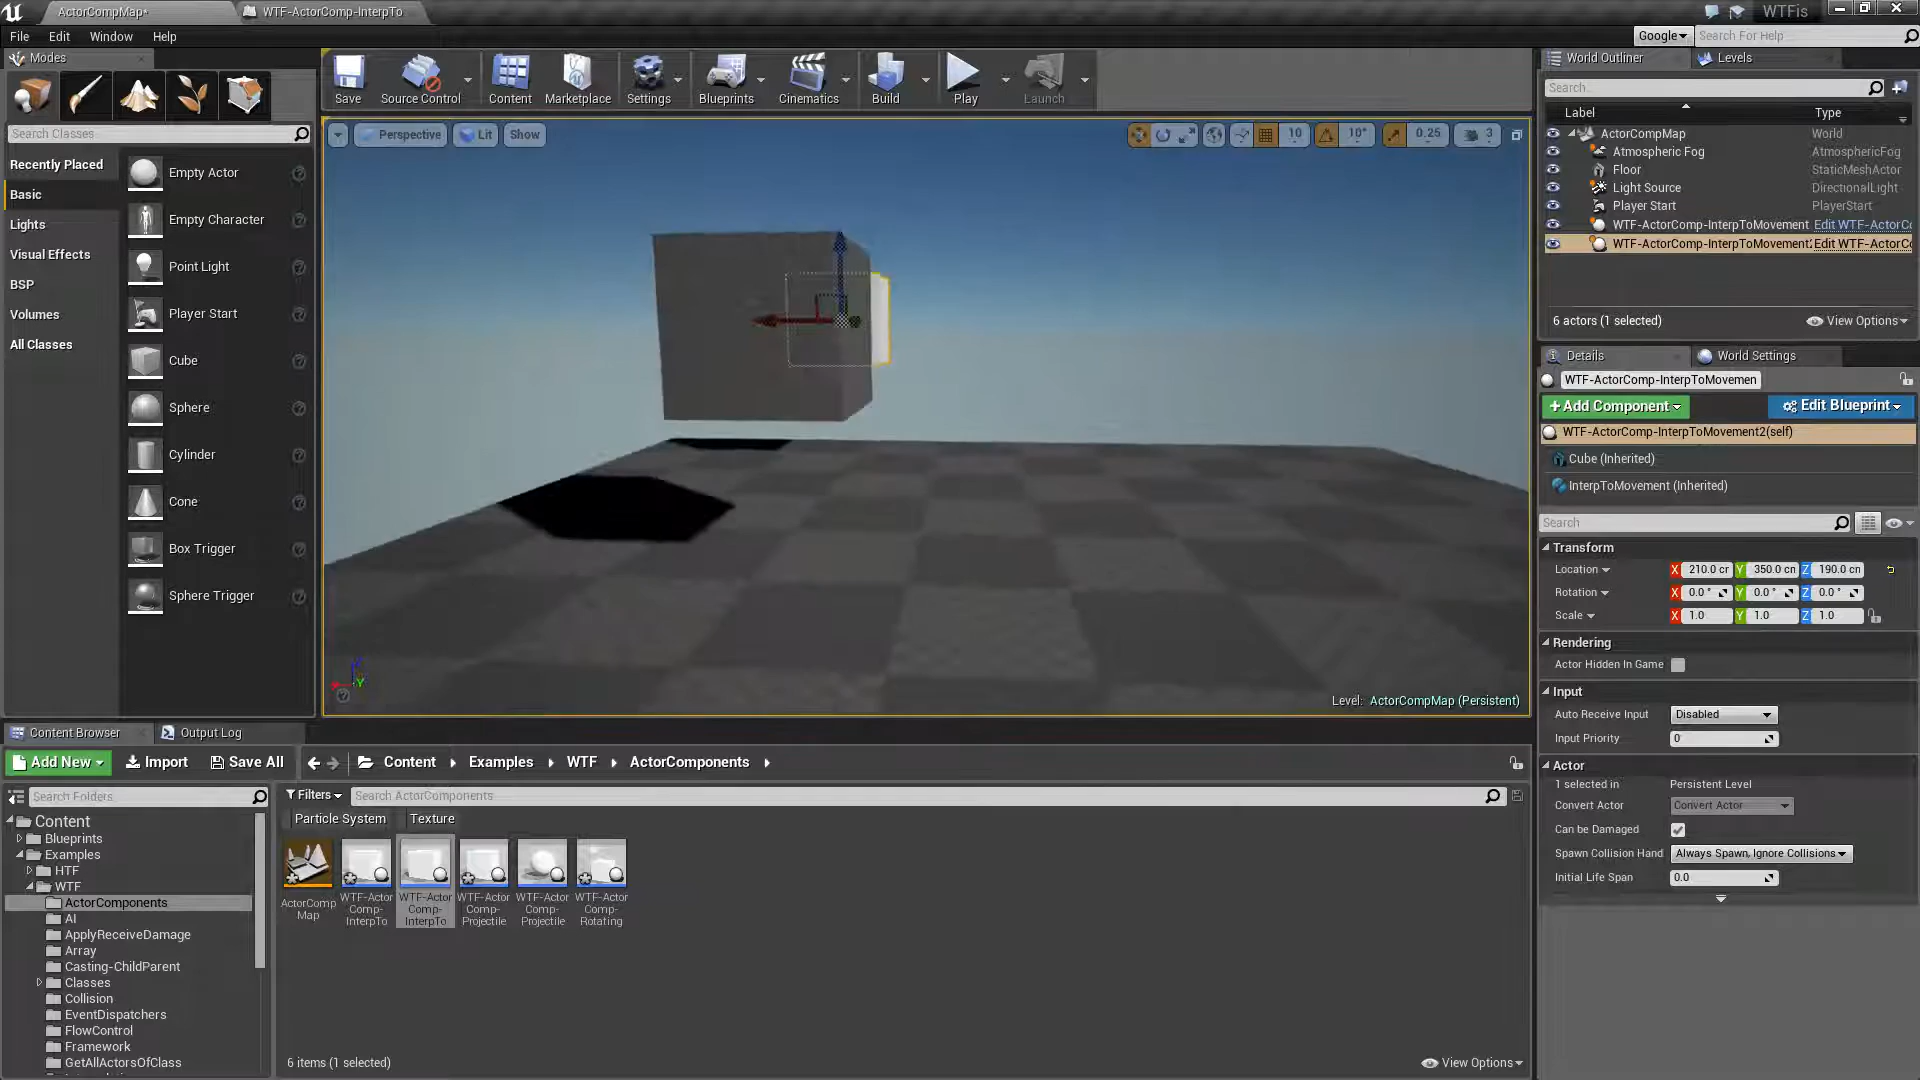 ActorCompMap*
WTF-ActorComp-InterpTo
WTFis
File Edit Window Help
Google
Search For Help
Modes
Search Classes
Recently Placed
Basic
Lights
Visual Effects
BSP
Volumes
All Classes
Empty Actor
Empty Character
Point Light
Player Start
Cube
Sphere
Cylinder
Cone
Box Trigger
Sphere Trigger
Save
Source Control
Content
Marketplace
Settings
Blueprints
Cinematics
Build
Play
Launch
Perspective
Lit
Show
10
10°
0.25
3
Level: ActorCompMap (Persistent)
World Outliner
Levels
Search...
Label Type
ActorCompMap World
Atmospheric Fog AtmosphericFog
Floor StaticMeshActor
Light Source DirectionalLight
Player Start PlayerStart
WTF-ActorComp-InterpToMovement Edit WTF-ActorC
WTF-ActorComp-InterpToMovement Edit WTF-ActorC
6 actors (1 selected)
View Options
Details
World Settings
WTF-ActorComp-InterpToMovemen
+Add Component
Edit Blueprint
WTF-ActorComp-InterpToMovement2(self)
Cube (Inherited)
InterpToMovement (Inherited)
Search
Transform
Location X 210.0 cr Y 350.0 cn Z 190.0 cn
Rotation X 0.0 ° Y 0.0 ° Z 0.0 °
Scale X 1.0 Y 1.0 Z 1.0
Rendering
Actor Hidden In Game
Input
Auto Receive Input Disabled
Input Priority 0
Actor
1 selected in Persistent Level
Convert Actor Convert Actor
Can be Damaged
Spawn Collision Hand Always Spawn, Ignore Collisions
Initial Life Span 0.0
Content Browser
Output Log
Add New
Import
Save All
Content
Examples
WTF
ActorComponents
Search Folders
Content
Blueprints
Examples
HTF
WTF
ActorComponents
AI
ApplyReceiveDamage
Array
Casting-ChildParent
Classes
Collision
EventDispatchers
FlowControl
Framework
GetAllActorsOfClass
Filters
Search ActorComponents
Particle System
Texture
ActorComp
Map
WTF-Actor
Comp-
InterpTo
WTF-Actor
Comp-
InterpTo
WTF-Actor
Comp-
Projectile
WTF-Actor
Comp-
Projectile
WTF-Actor
Comp-
Rotating
6 items (1 selected)
View Options